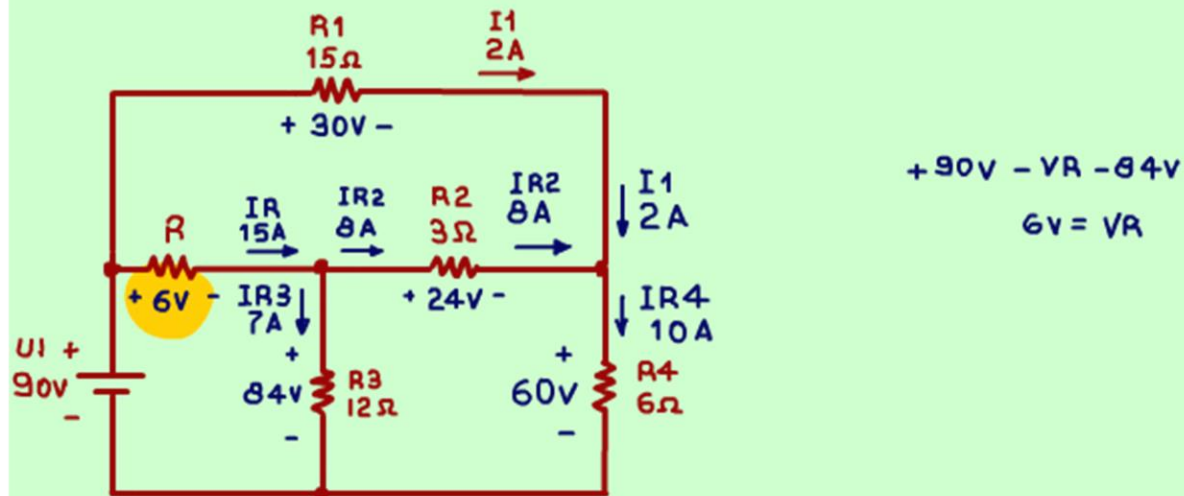 R1
15Ω
I1
2A
+ 30V -
+90V - VR -84V
6V = VR
I1
2A
IR2
8A
R2
3Ω
IR2
8A
IR
15A
R
+ 6V -
IR3
7A
+ 24V -
IR4
10A
U1 +
90V
-
+
84V
-
R3
12Ω
+
60V
-
R4
6Ω